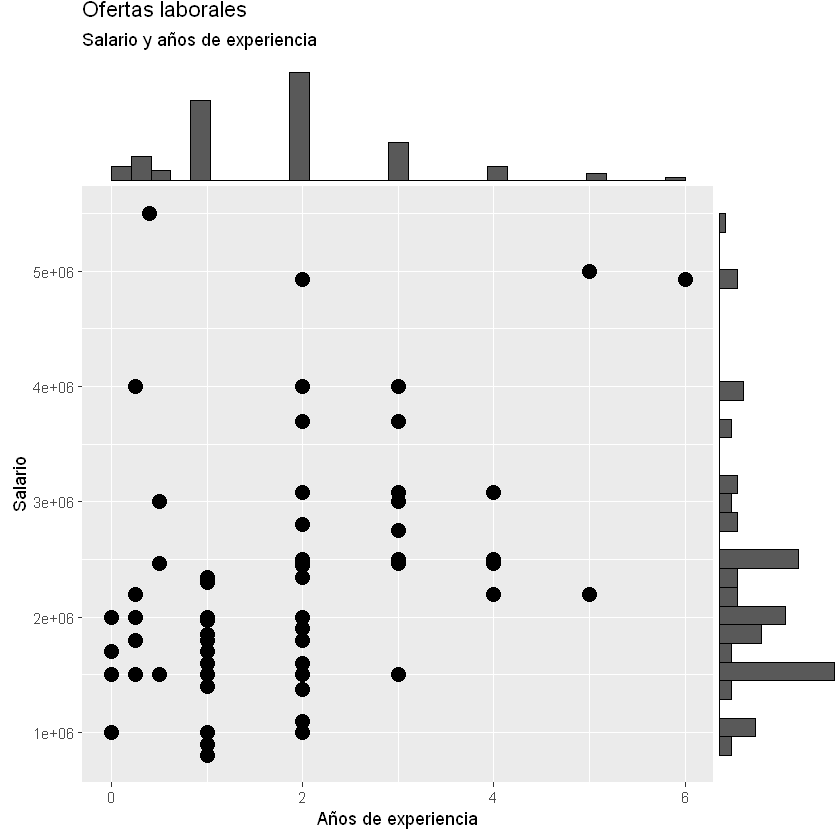 Ofertas laborales
Salario y años de experiencia
5e+06
4e+06
3e+06
2e+06
1e+06
Salario
0 2 4 6
Años de experiencia